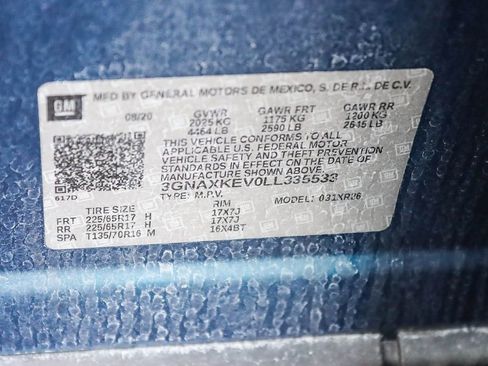 GM
MFD BY GENERAL MOTORS DE MEXICO, S. DE R.L. DE C.V.
08/20 GVWR GAWR FRT GAWR RR
2025 KG 1175 KG 1200 KG
4464 LB 2590 LB 2645 LB
THIS VEHICLE CONFORMS TO ALL
APPLICABLE U.S. FEDERAL MOTOR
VEHICLE SAFETY AND THEFT PREVENTION
STANDARDS IN EFFECT ON THE DATE OF
MANUFACTURE SHOWN ABOVE.
617D 3GNAXKEV0LL335533
TYPE: M.P.V. MODEL: 031XR26
TIRE SIZE RIM
FRT 225/65R17 H 17X7J
RR 225/65R17 H 17X7J
SPA T135/70R16 M 16X4BT